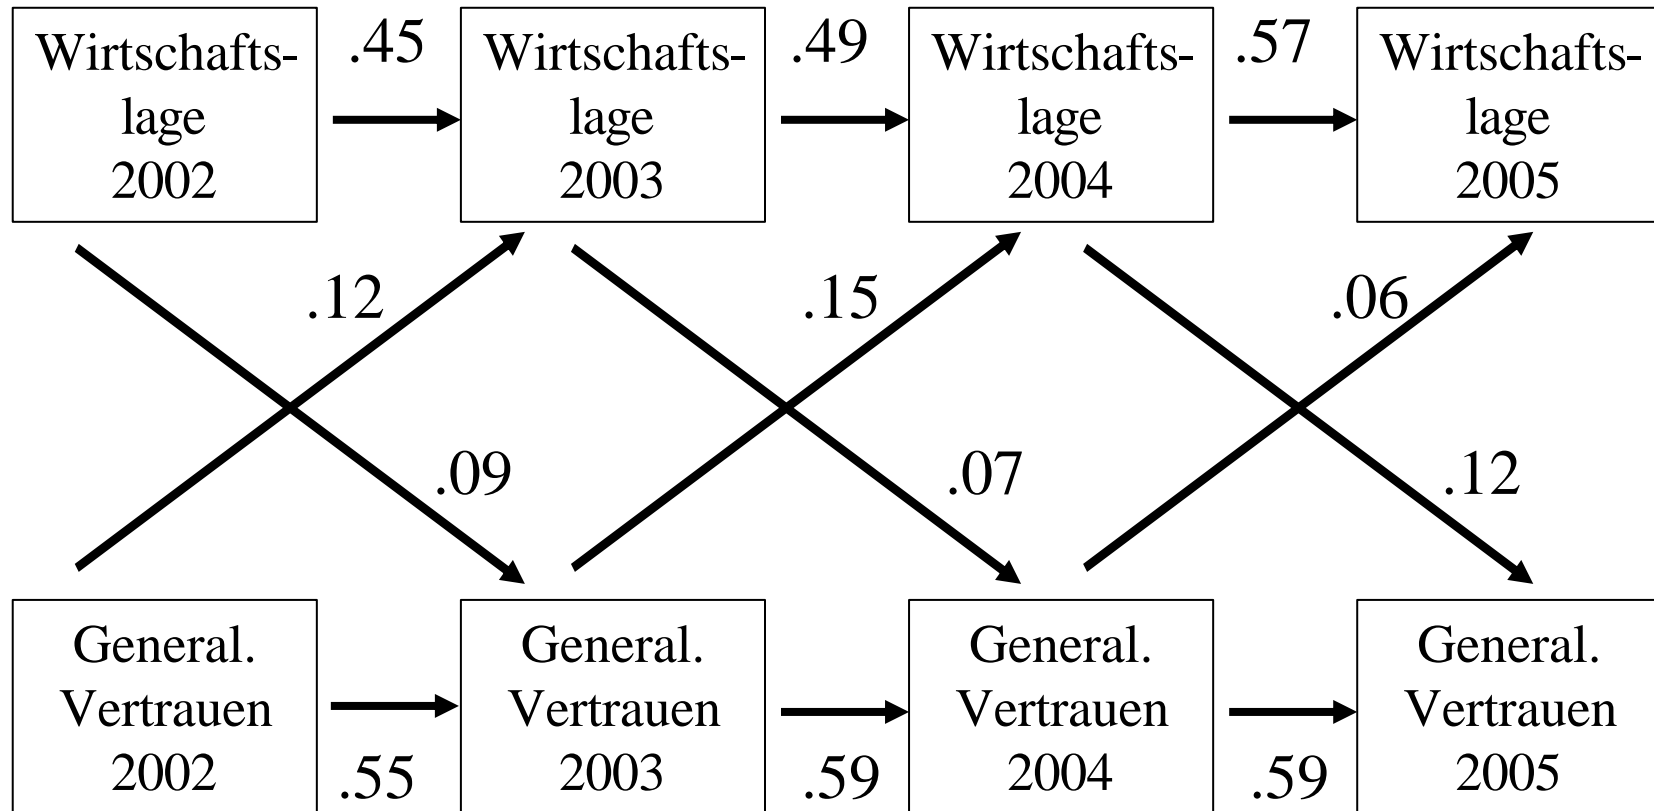 Wirtschafts-
lage
2002
.45
Wirtschafts-
lage
2003
.49
Wirtschafts-
lage
2004
.57
Wirtschafts-
lage
2005
.12
.15
.06
.09
.07
.12
General.
Vertrauen
2002
.55
General.
Vertrauen
2003
.59
General.
Vertrauen
2004
.59
General.
Vertrauen
2005